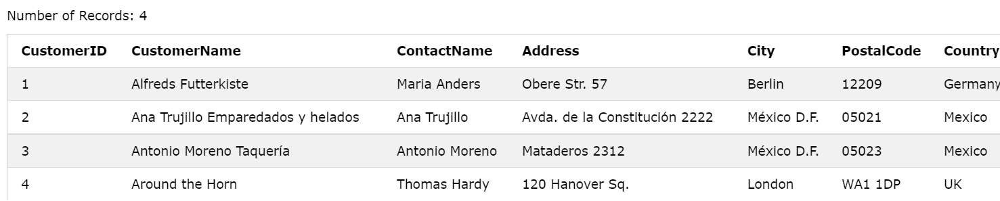 Number of Records: 4
CustomerID CustomerName ContactName Address City PostalCode Country
1 Alfreds Futterkiste Maria Anders Obere Str. 57 Berlin 12209 Germany
2 Ana Trujillo Emparedados y helados Ana Trujillo Avda. de la Constitución 2222 México D.F. 05021 Mexico
3 Antonio Moreno Taquería Antonio Moreno Mataderos 2312 México D.F. 05023 Mexico
4 Around the Horn Thomas Hardy 120 Hanover Sq. London WA1 1DP UK